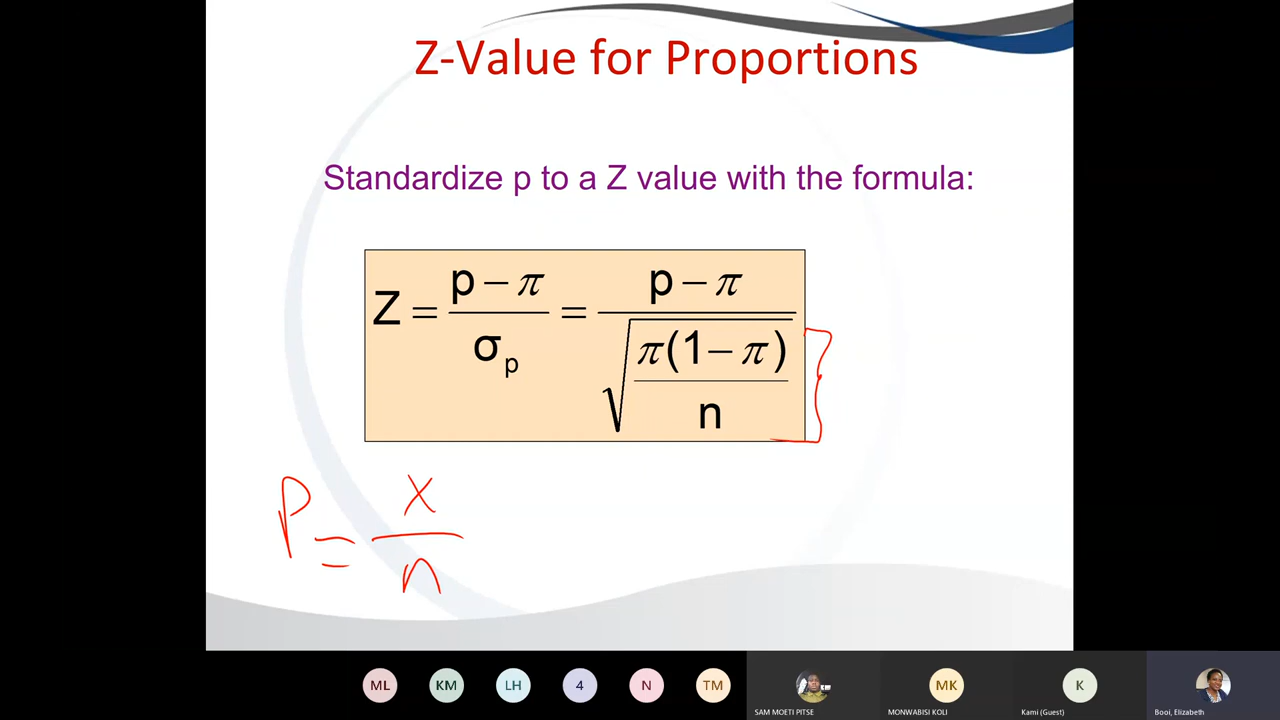 Z-Value for Proportions
Standardize p to a Z value with the formula:
Z = (p − π) / σp = (p − π) / √(π(1 − π) / n)
P = x / n
ML KM LH 4 N TM MK K
SAM MOETI PITSE MONWABISI KOLI Kami (Guest) Booi, Elizabeth